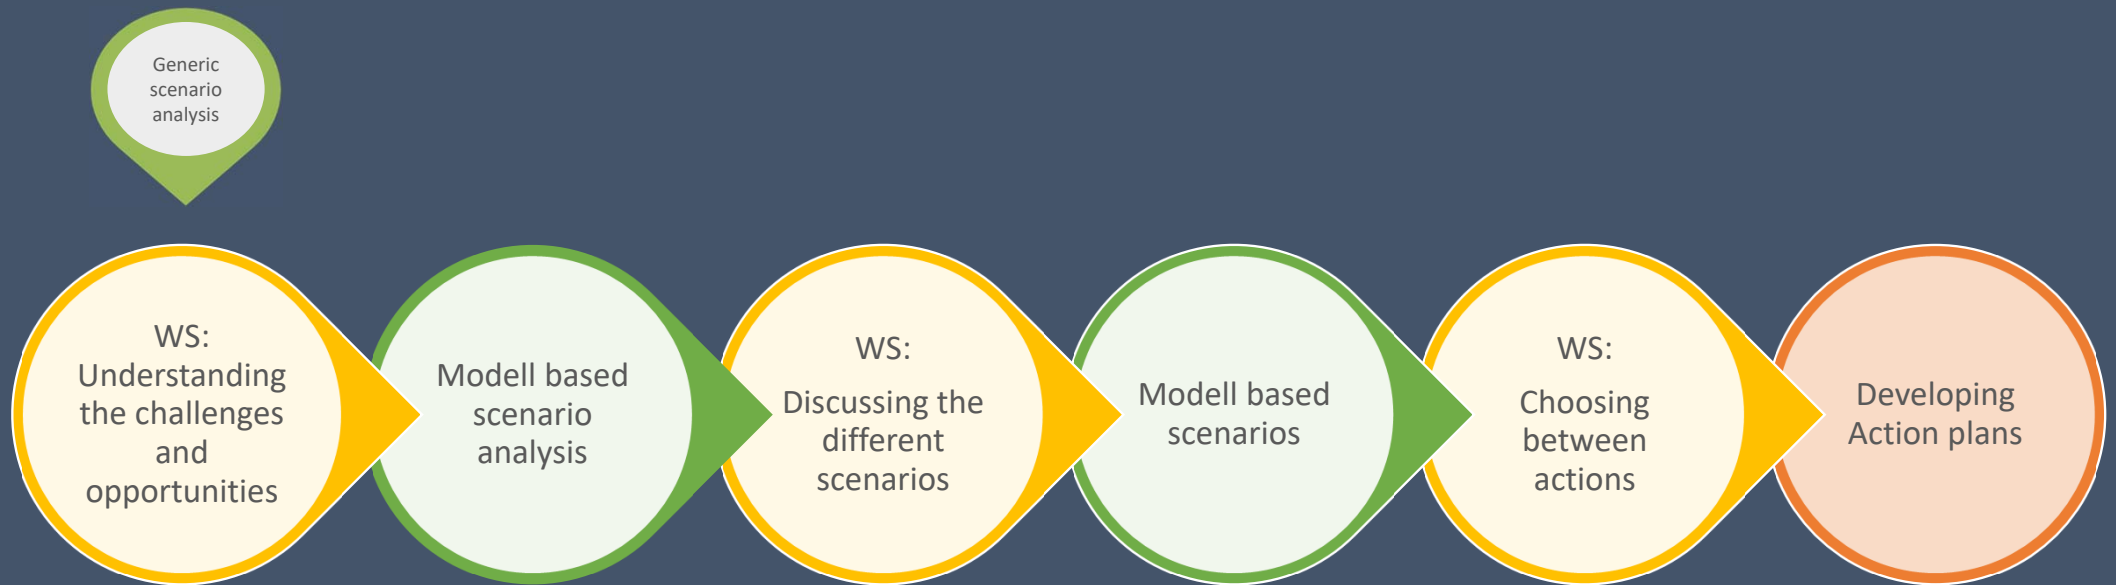 Generic
scenario
analysis
WS:
Understanding
the challenges
and
opportunities
Modell based
scenario
analysis
WS:
Discussing the
different
scenarios
Modell based
scenarios
WS:
Choosing
between
actions
Developing
Action plans